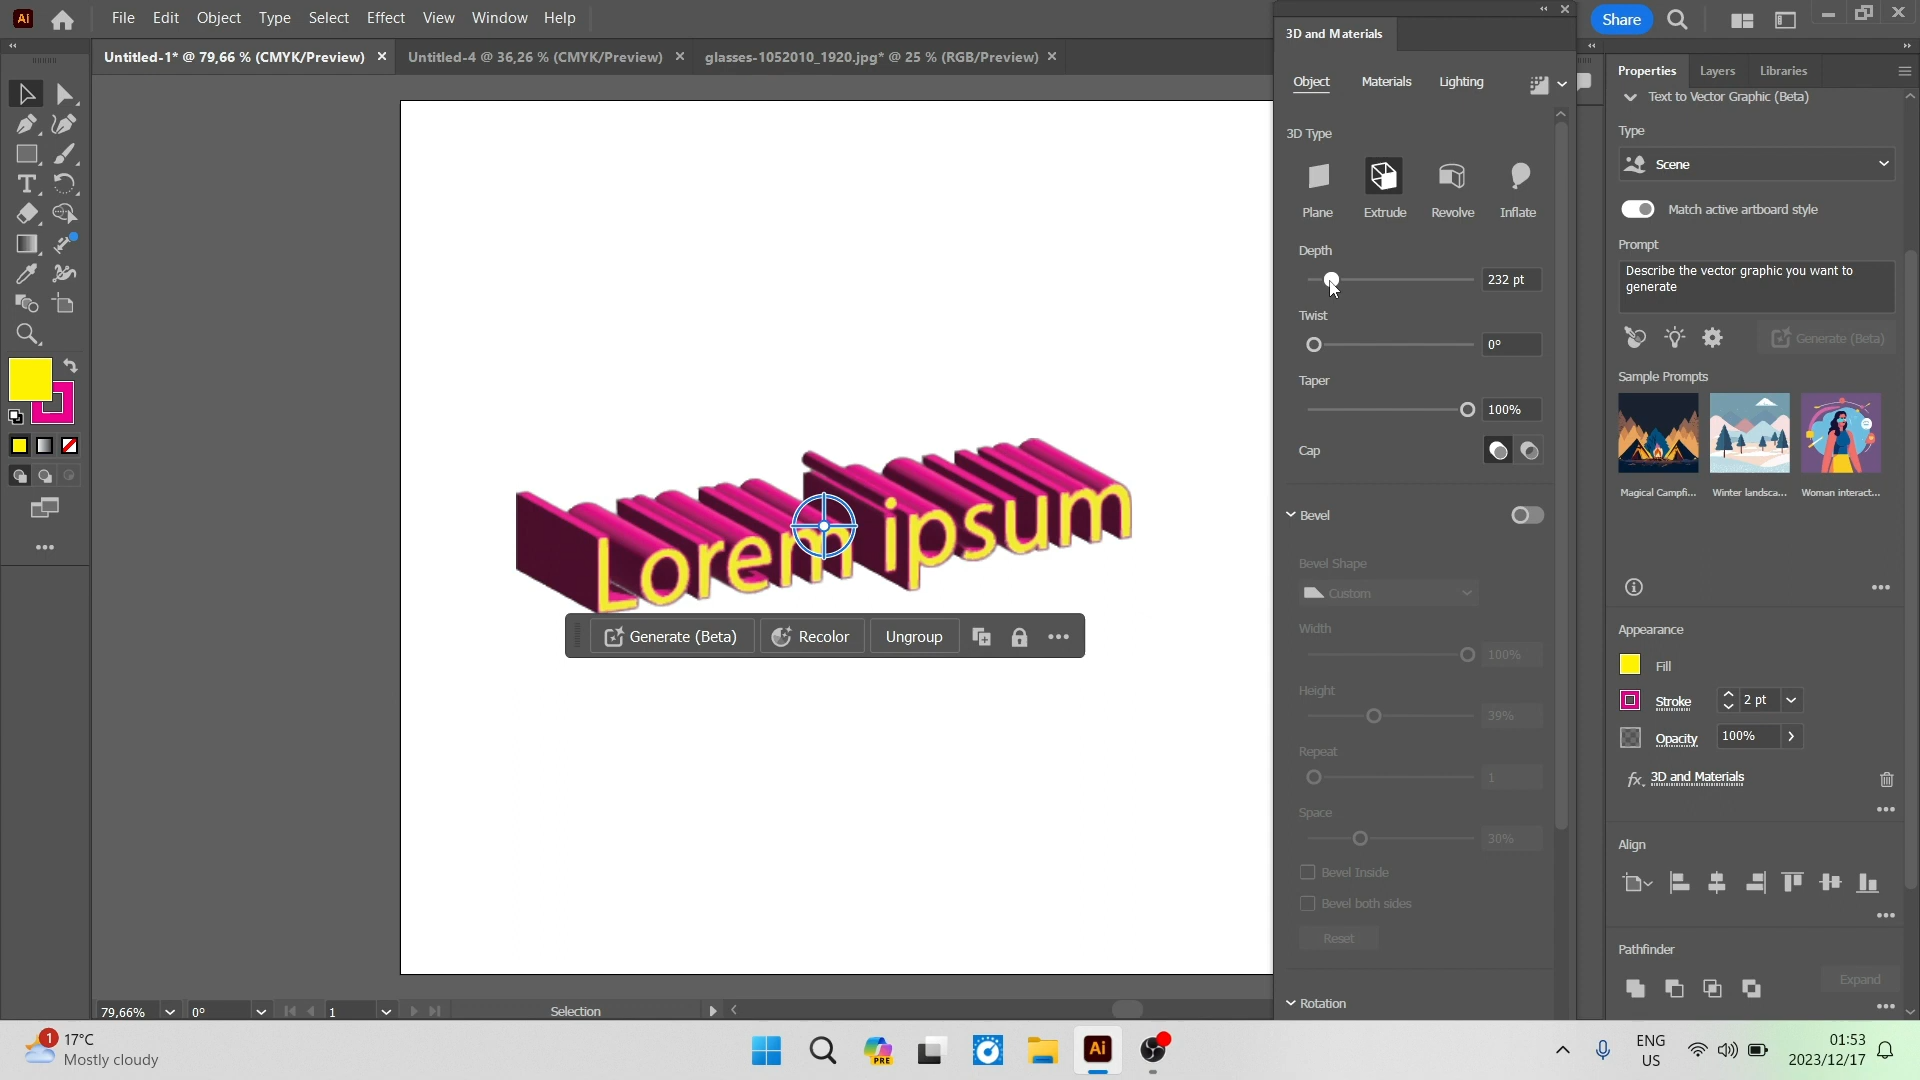 Ai File Edit Object Type Select Effect View Window Help
Share
Untitled-1* @ 79,66 % (CMYK/Preview) × Untitled-4 @ 36,26 % (CMYK/Preview) × glasses-1052010_1920.jpg* @ 25 % (RGB/Preview) ×
Lorem ipsum
Generate (Beta) Recolor Ungroup
79,66% 0° 1 Selection
3D and Materials
Object Materials Lighting
3D Type
Plane Extrude Revolve Inflate
Depth
232 pt
Twist
0°
Taper
100%
Cap
Bevel
Bevel Shape
Custom
Width
100%
Height
39%
Repeat
1
Space
30%
Bevel Inside
Bevel both sides
Reset
Rotation
Properties Layers Libraries
Text to Vector Graphic (Beta)
Type
Scene
Match active artboard style
Prompt
Describe the vector graphic you want to
generate
Generate (Beta)
Sample Prompts
Magical Campfi... Winter landsca... Woman interact...
Appearance
Fill
Stroke 2 pt
Opacity 100%
fx. 3D and Materials
Align
Pathfinder
Expand
1 17°C
Mostly cloudy
PRE
Ai
ENG
US
01:53
2023/12/17